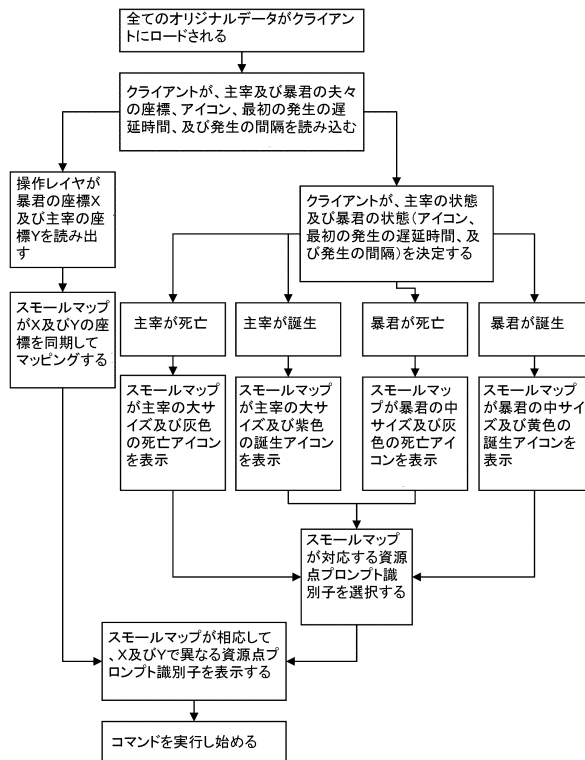 全てのオリジナルデータがクライアン
トにロードされる
クライアントが、主宰及び暴君の夫々
の座標、アイコン、最初の発生の遅
延時間、及び発生の間隔を読み込む
操作レイヤが
暴君の座標X
及び主宰の座
標Yを読み出
す
クライアントが、主宰の状態
及び暴君の状態(アイコン、
最初の発生の遅延時間、及
び発生の間隔)を決定する
スモールマップ
がX及びYの座
標を同期して
マッピングする
主宰が死亡
主宰が誕生
暴君が死亡
暴君が誕生
スモールマップ
が主宰の大サ
イズ及び灰色
の死亡アイコン
を表示
スモールマップ
が主宰の大サ
イズ及び紫色
の誕生アイコン
を表示
スモールマッ
プが暴君の中
サイズ及び灰
色の死亡アイ
コンを表示
スモールマップ
が暴君の中サイ
ズ及び黄色の
誕生アイコンを
表示
スモールマップ
が対応する資源
点プロンプト識
別子を選択する
スモールマップが相応して
、X及びYで異なる資源点プ
ロンプト識別子を表示する
コマンドを実行し始める